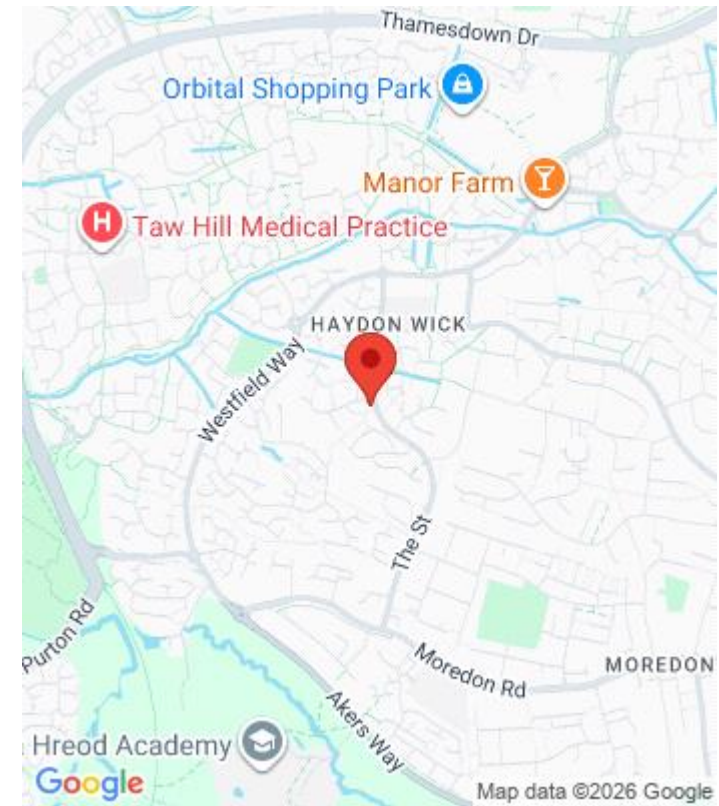 Thamesdown Dr
Orbital Shopping Park
Manor Farm
H Taw Hill Medical Practice
HAYDON WICK
Westfield Way
The St
Purton Rd
Moredon Rd
MOREDON
Akers Way
Hreod Academy
Google
Map data ©2026 Google